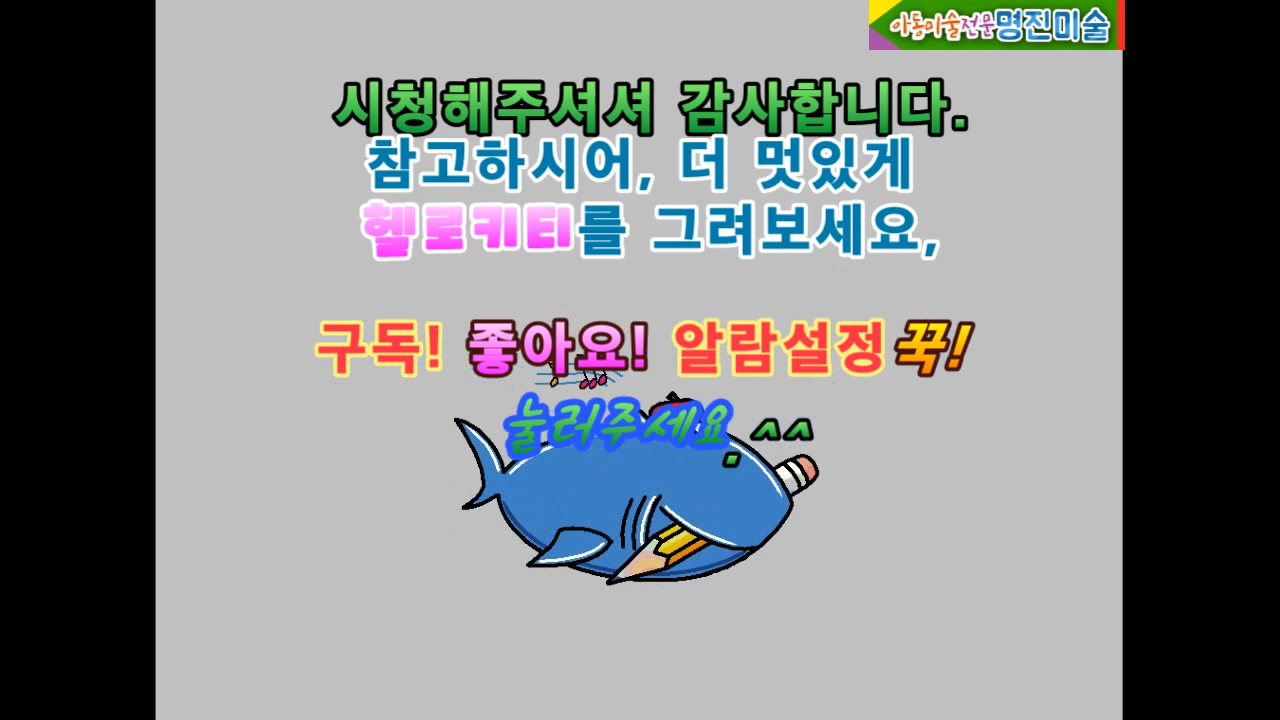 아동미술전문명진미술
시청해주셔셔 감사합니다.
참고하시어, 더 멋있게
헬로키티를 그려보세요,
구독! 좋아요! 알람설정 꾹!
눌러주세요. ^^